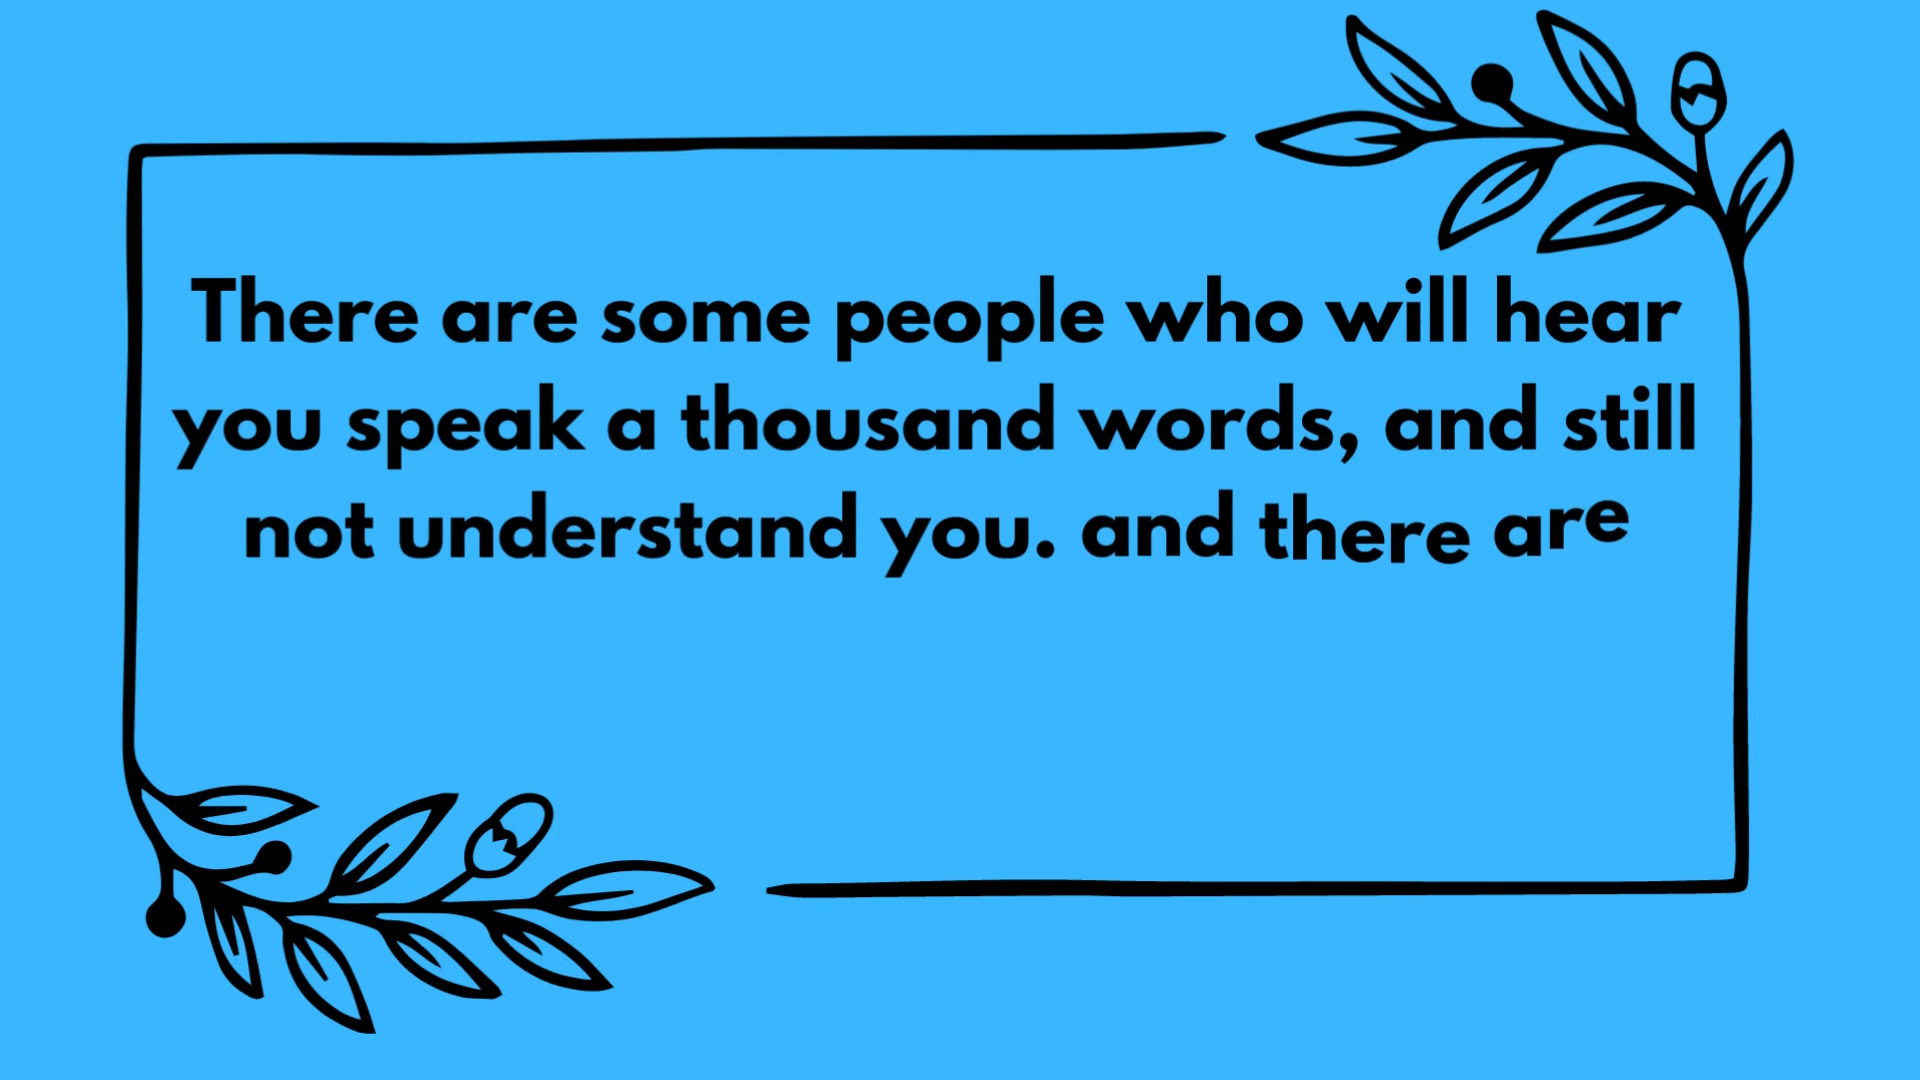 There are some people who will hear
you speak a thousand words, and still
not understand you. and there are